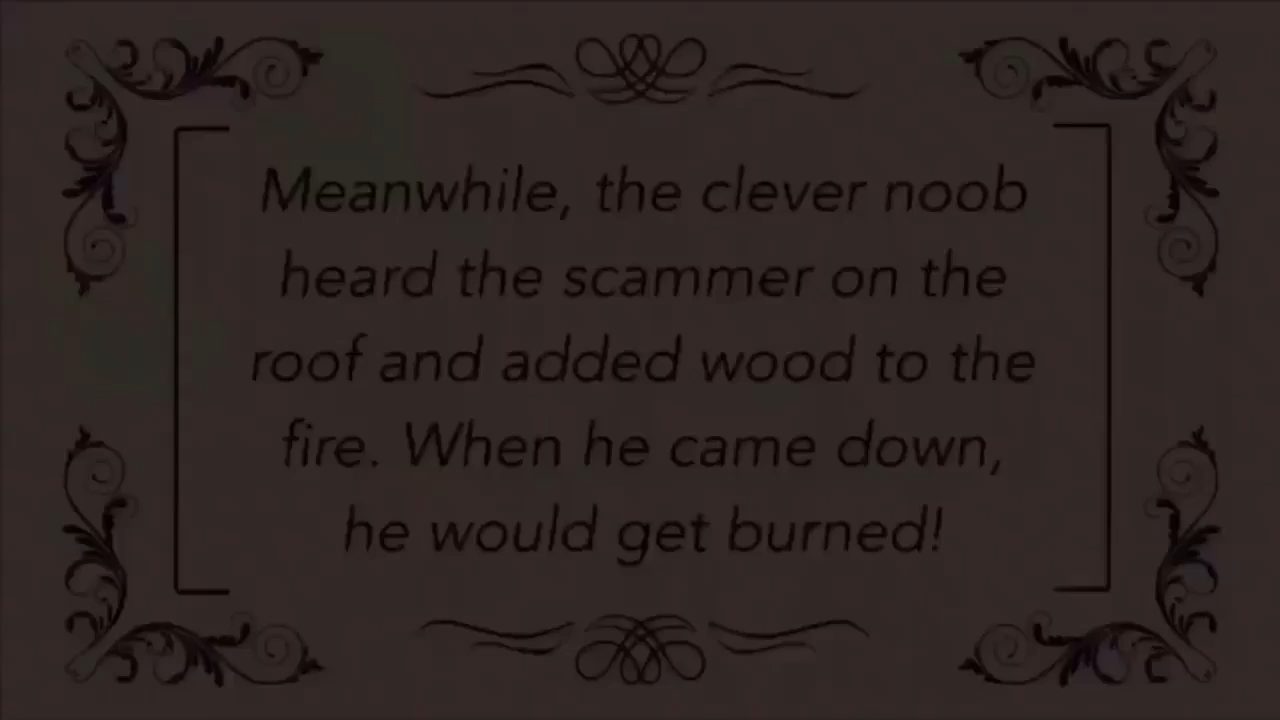 Meanwhile, the clever noob
heard the scammer on the
roof and added wood to the
fire. When he came down,
he would get burned!